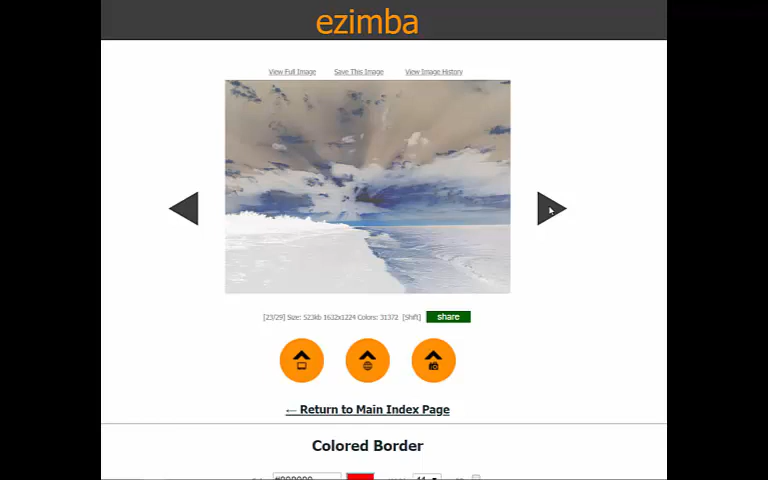 ezimba
View Full Image Save This Image View Image History
[23/29] Size: 523kb 1632x1224 Colors: 31372 [Shift] share
← Return to Main Index Page
Colored Border